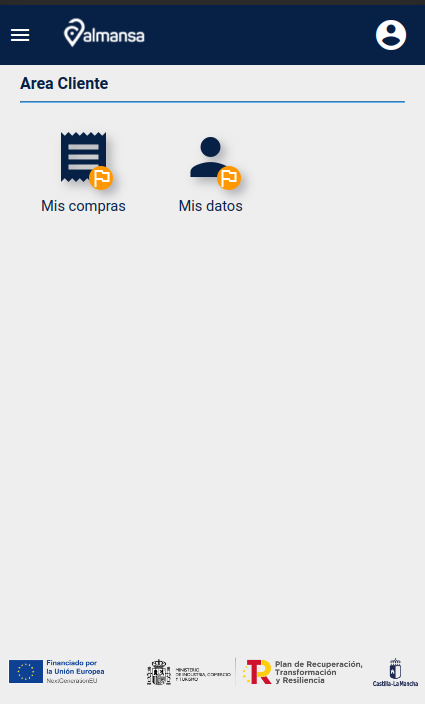 almansa
Area Cliente
Mis compras
Mis datos
Financiado por
la Unión Europea
NextGenerationEU
MINISTERIO
DE INDUSTRIA, COMERCIO
Y TURISMO
Plan de Recuperación,
Transformación
y Resiliencia
Castilla-La Mancha